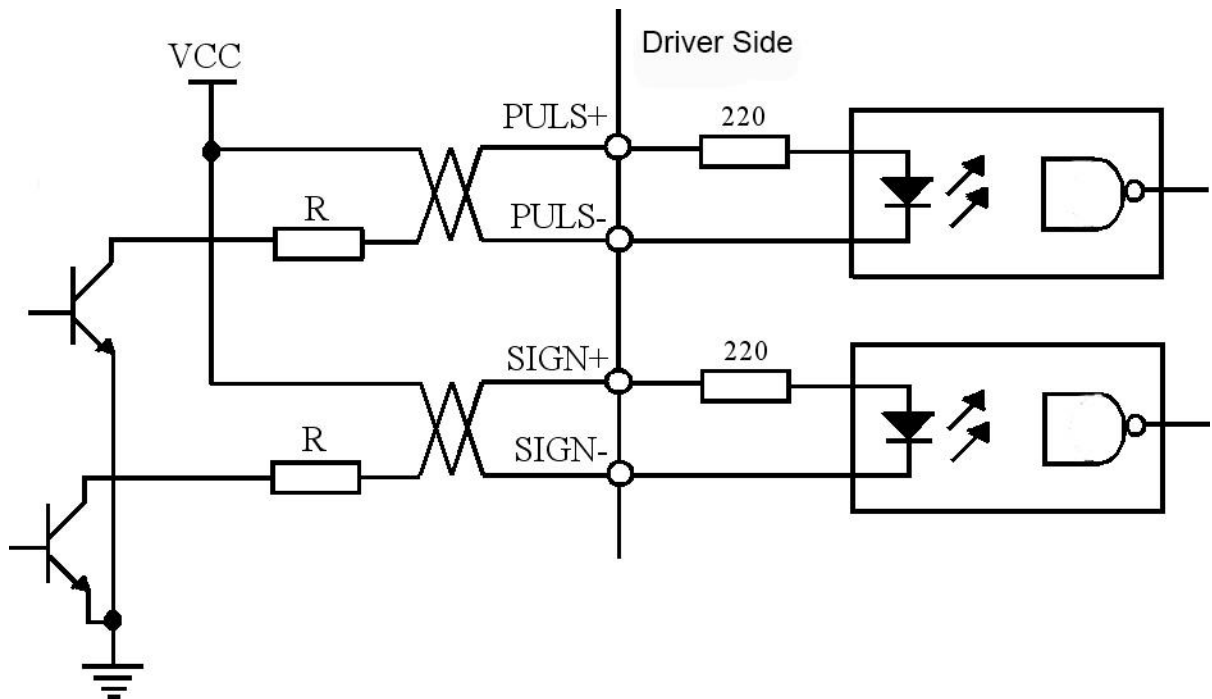 Driver Side
VCC
PULS+
220
R
PULS-
SIGN+
220
R
SIGN-